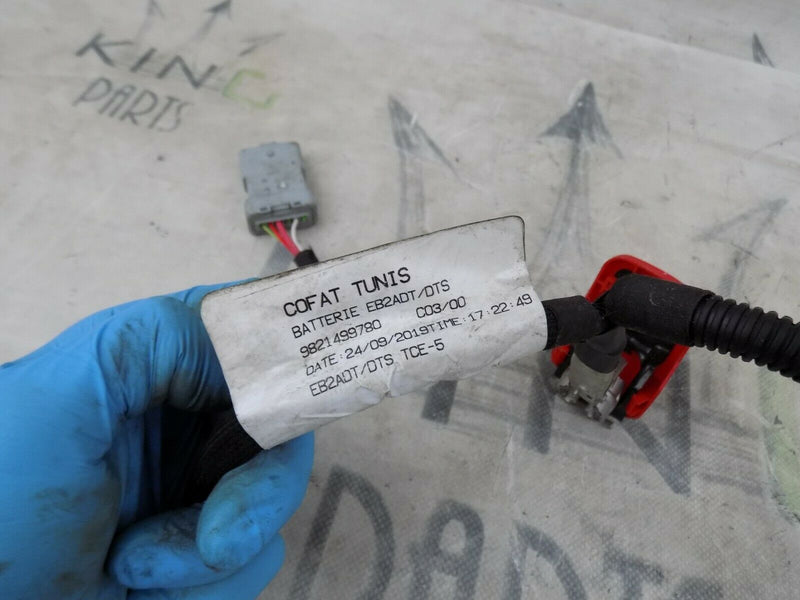 KING
PARTS
COFAT TUNIS
BATTERIE EB2ADT/DTS
9821499780 C03/00
DATE:24/09/2019TIME:17:22:49
EB2ADT/DTS TCE-5
PARTS